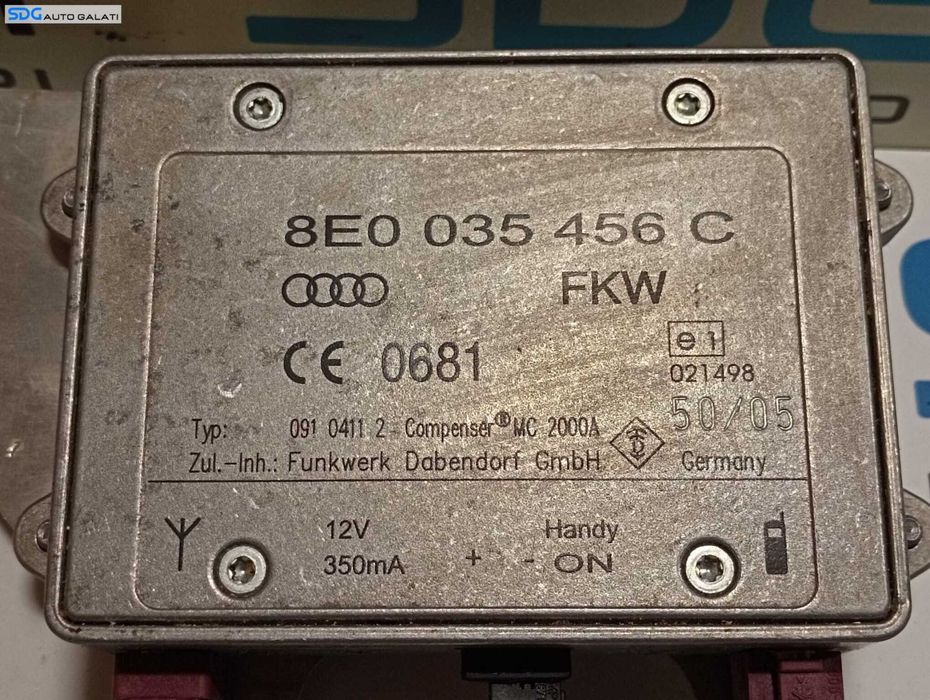 SDG AUTO GALATI
8E0 035 456 C
FKW
CE 0681
e 1
021498
50/05
Typ: 091 0411 2 - Compenser® MC 2000A
Zul.-Inh.: Funkwerk Dabendorf GmbH Germany
12V Handy
350mA + - ON